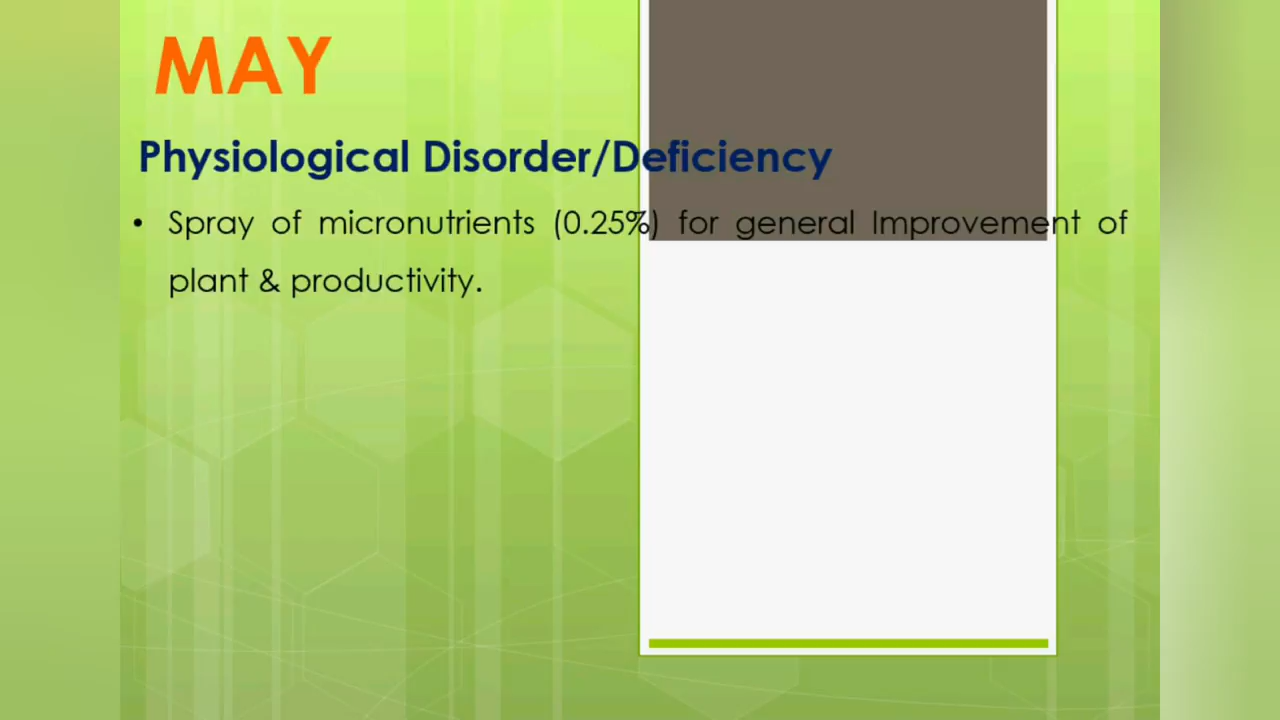 MAY
Physiological Disorder/Deficiency
• Spray of micronutrients (0.25%) for general Improvement of
plant & productivity.